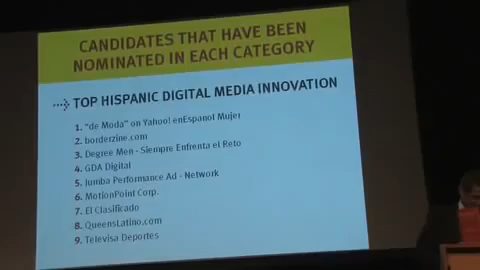 CANDIDATES THAT HAVE BEEN
NOMINATED IN EACH CATEGORY
TOP HISPANIC DIGITAL MEDIA INNOVATION
1. "de Moda" on Yahoo! enEspanol Mujer
2. borderzine.com
3. Degree Men - Siempre Enfrenta el Reto
4. GDA Digital
5. Jumba Performance Ad - Network
6. MotionPoint Corp.
7. El Clasificado
8. QueensLatino.com
9. Televisa Deportes